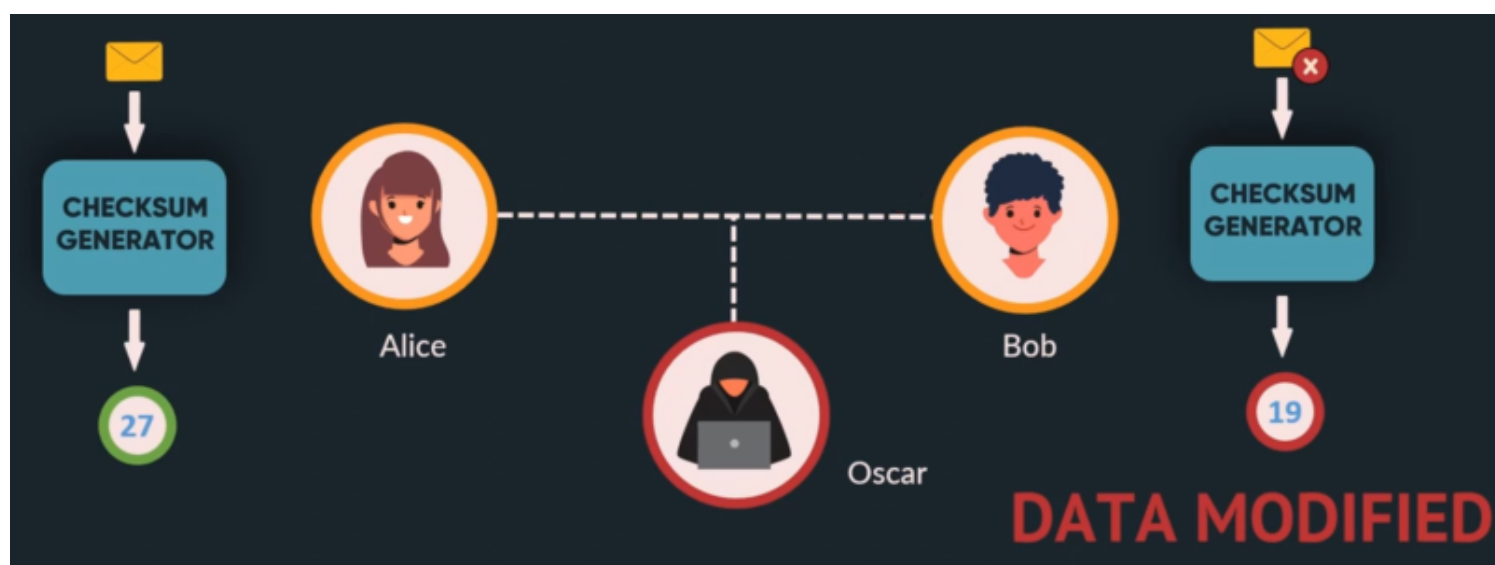 CHECKSUM
GENERATOR
27
Alice
Oscar
Bob
CHECKSUM
GENERATOR
19
DATA MODIFIED